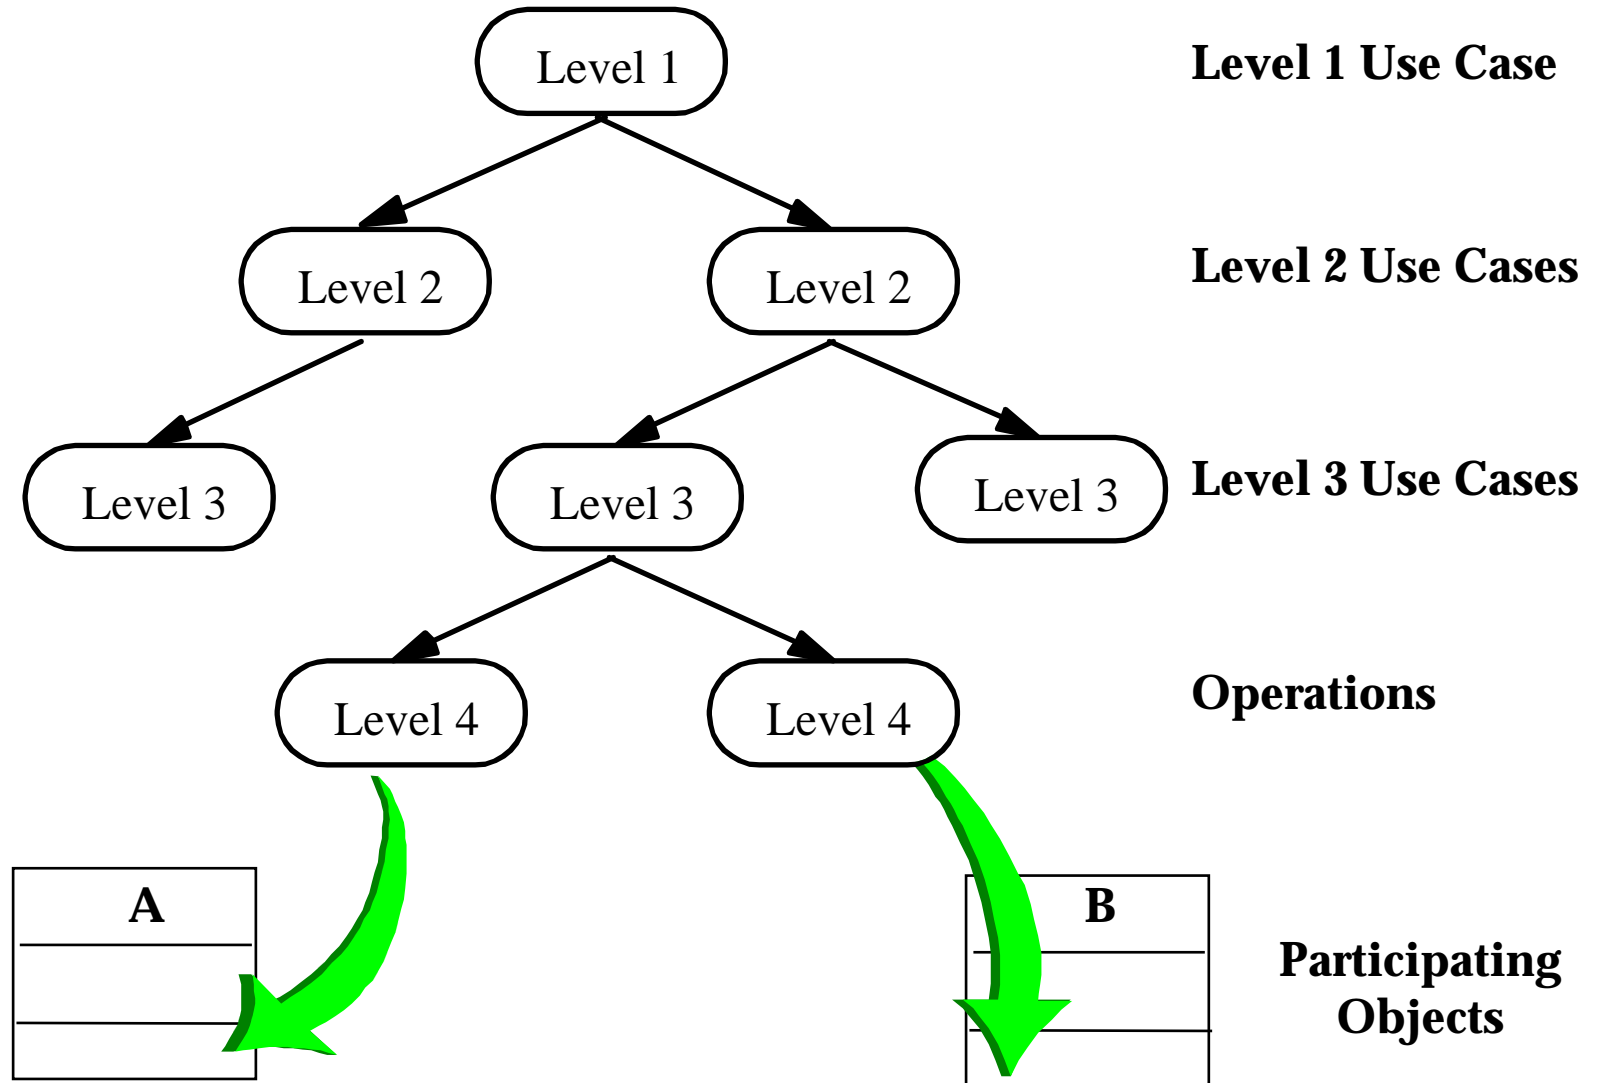 Level 1
Level 1 Use Case
Level 2
Level 2
Level 2 Use Cases
Level 3
Level 3
Level 3
Level 3 Use Cases
Level 4
Level 4
Operations
A
B
Participating
Objects